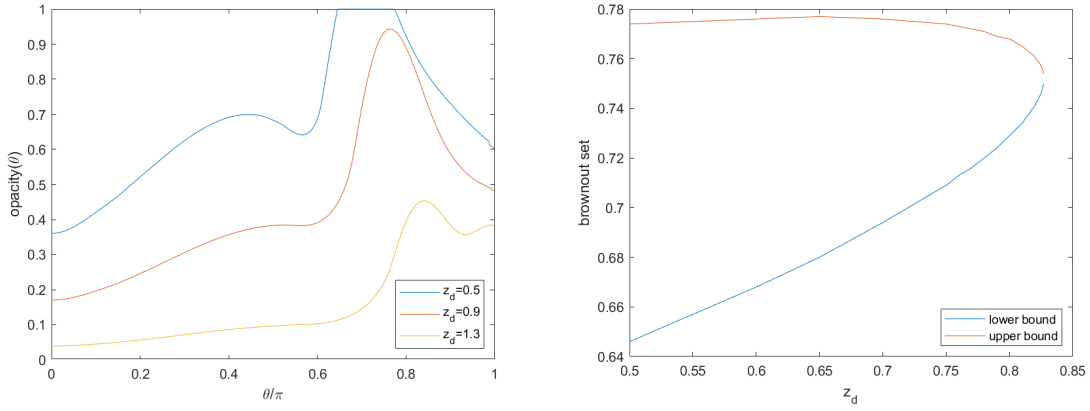 1
0.9
0.8
0.7
0.6
0.5
0.4
0.3
0.2
0.1
0
opacity(θ)
0 0.2 0.4 0.6 0.8 1
θ/π
z_d=0.5
z_d=0.9
z_d=1.3
0.78
0.76
0.74
0.72
0.7
0.68
0.66
0.64
brownout set
0.5 0.55 0.6 0.65 0.7 0.75 0.8 0.85
z_d
lower bound
upper bound